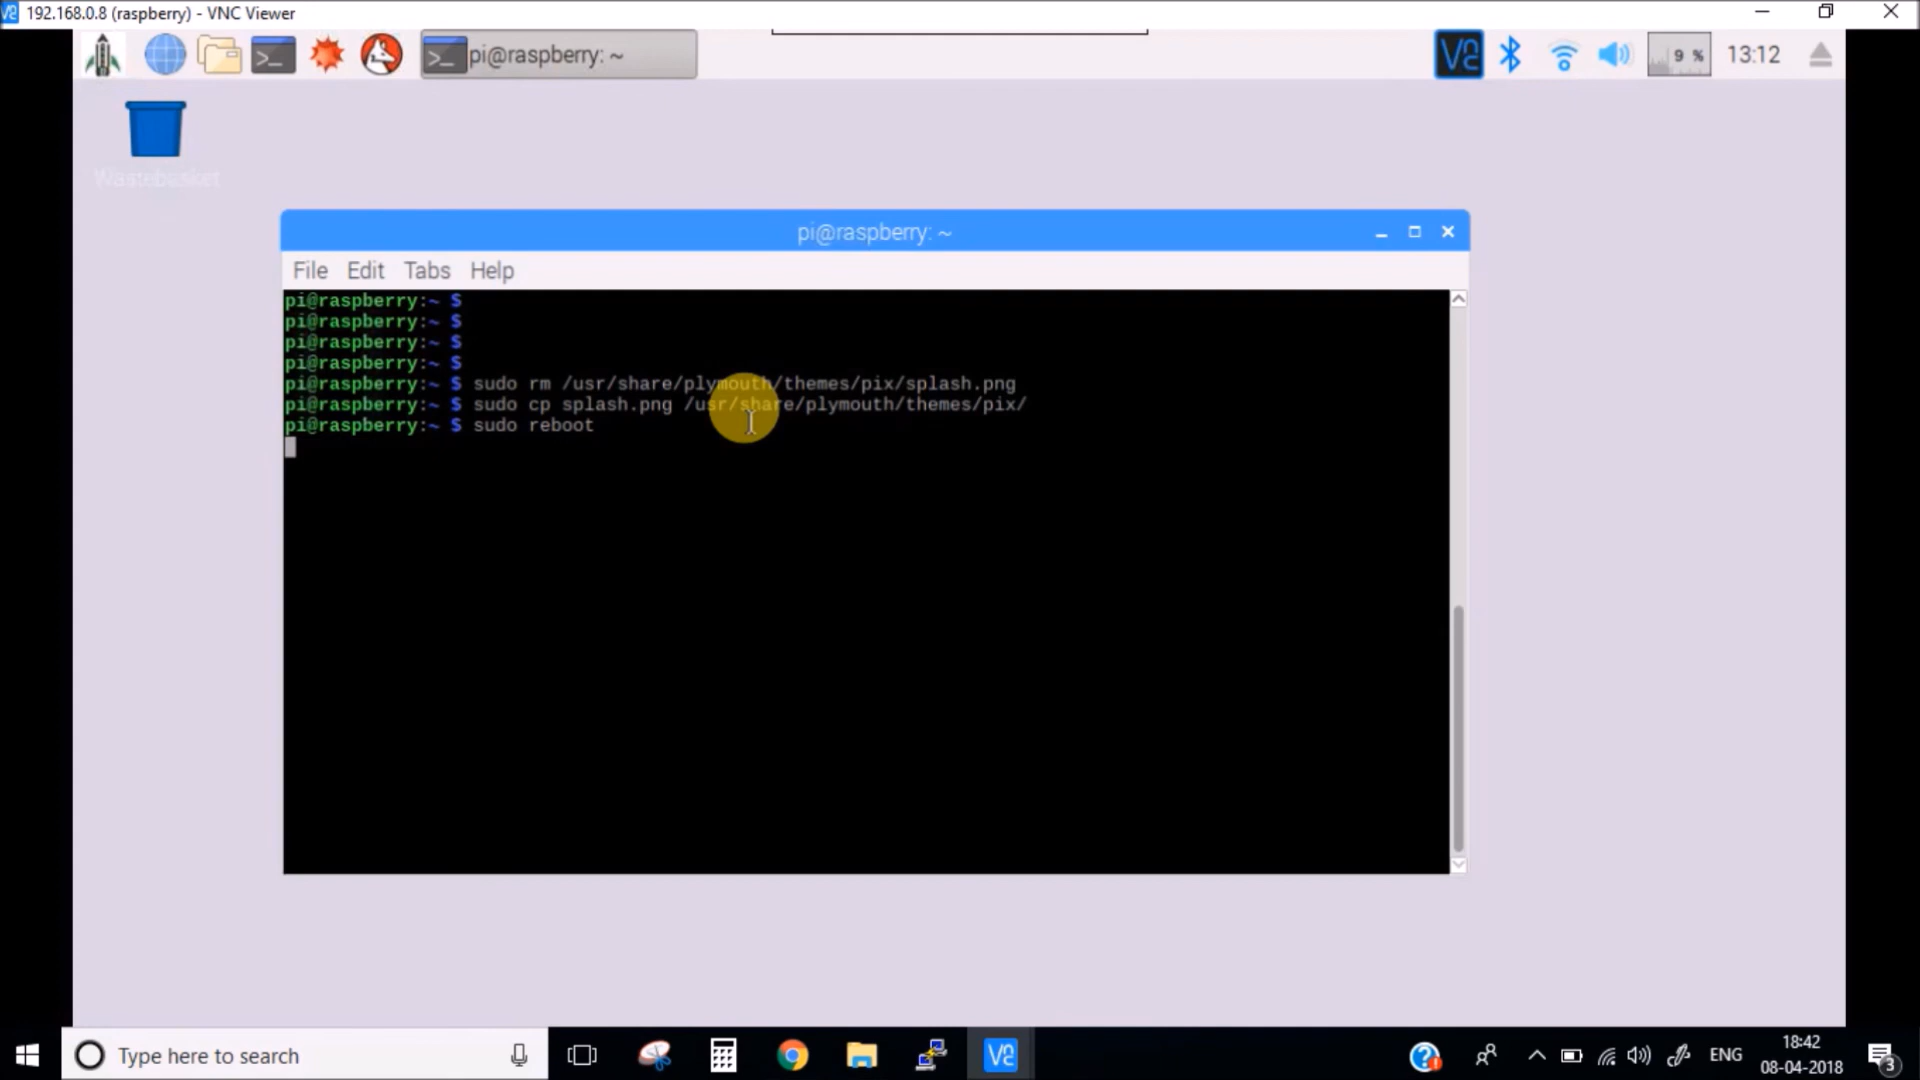 192.168.0.8 (raspberry) - VNC Viewer
pi@raspberry: ~
9 %
13:12
Wastebasket
pi@raspberry: ~
File Edit Tabs Help
pi@raspberry:~ $
pi@raspberry:~ $
pi@raspberry:~ $
pi@raspberry:~ $
pi@raspberry:~ $ sudo rm /usr/share/plymouth/themes/pix/splash.png
pi@raspberry:~ $ sudo cp splash.png /usr/share/plymouth/themes/pix/
pi@raspberry:~ $ sudo reboot
Type here to search
ENG
18:42
08-04-2018
3